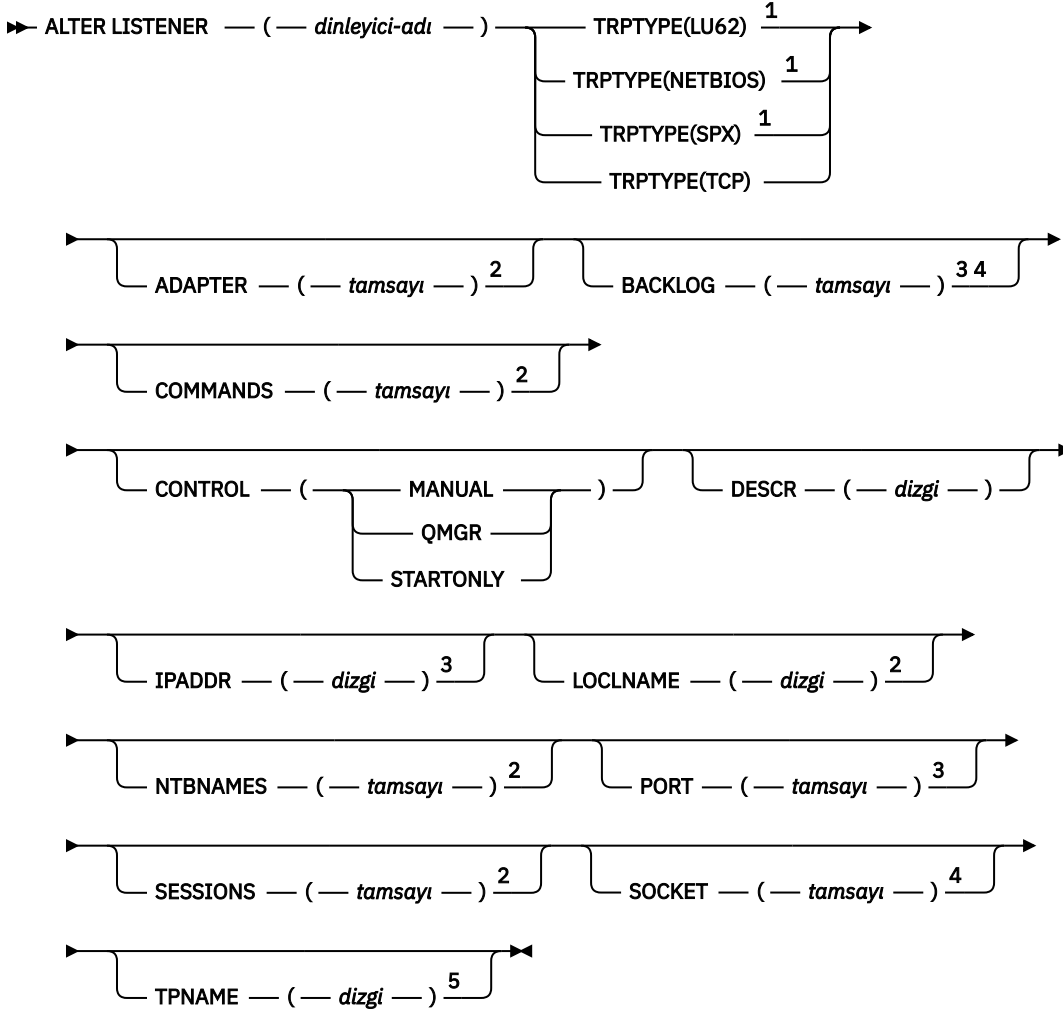 ALTER LISTENER ( dinleyici-adı ) TRPTYPE(LU62) 1
TRPTYPE(NETBIOS) 1
TRPTYPE(SPX) 1
TRPTYPE(TCP)
ADAPTER ( tamsayı ) 2 BACKLOG ( tamsayı ) 3 4
COMMANDS ( tamsayı ) 2
CONTROL ( MANUAL ) DESCR ( dizgi )
QMGR
STARTONLY
IPADDR ( dizgi ) 3 LOCLNAME ( dizgi ) 2
NTBNAMES ( tamsayı ) 2 PORT ( tamsayı ) 3
SESSIONS ( tamsayı ) 2 SOCKET ( tamsayı ) 4
TPNAME ( dizgi ) 5